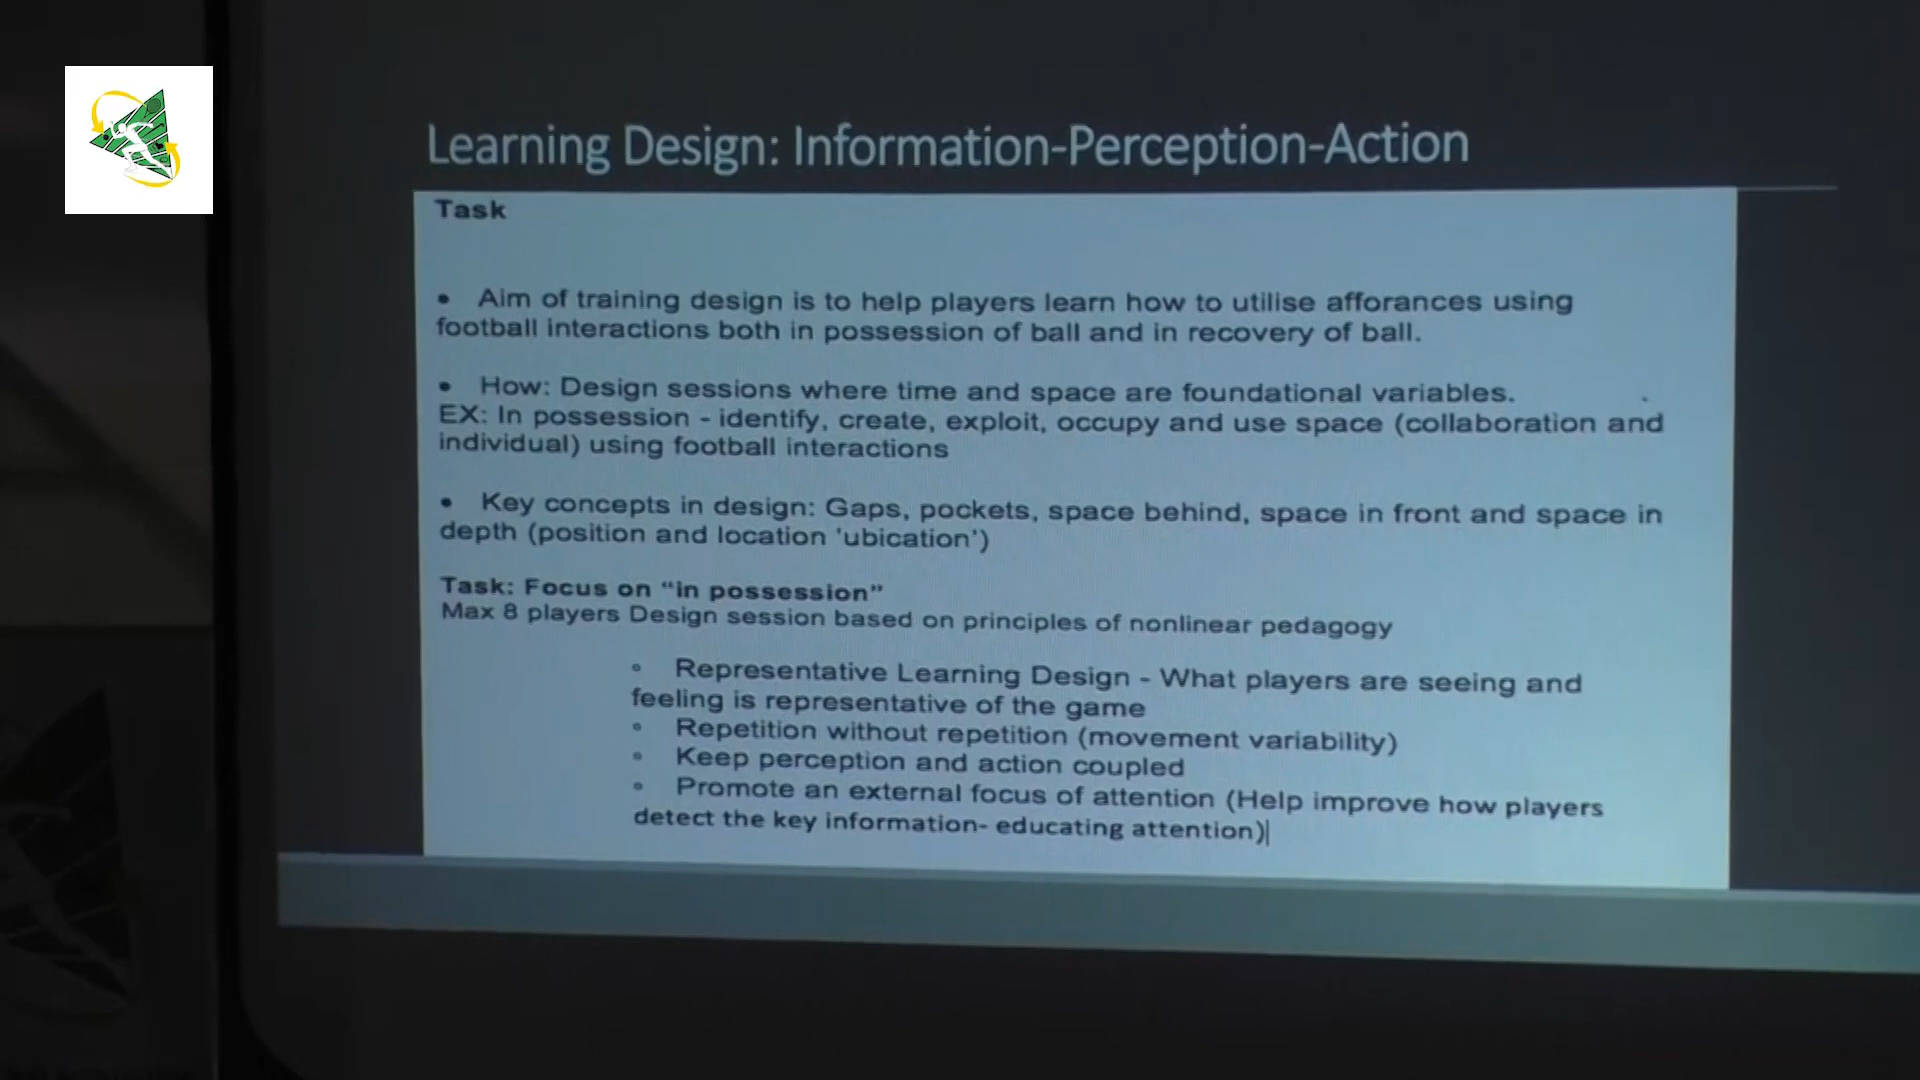 Learning Design: Information-Perception-Action
Task
• Aim of training design is to help players learn how to utilise afforances using
football interactions both in possession of ball and in recovery of ball.
• How: Design sessions where time and space are foundational variables.
EX: In possession - identify, create, exploit, occupy and use space (collaboration and
individual) using football interactions
• Key concepts in design: Gaps, pockets, space behind, space in front and space in
depth (position and location 'ubication')
Task: Focus on “in possession”
Max 8 players Design session based on principles of nonlinear pedagogy
◦ Representative Learning Design - What players are seeing and
feeling is representative of the game
◦ Repetition without repetition (movement variability)
◦ Keep perception and action coupled
◦ Promote an external focus of attention (Help improve how players
detect the key information- educating attention)